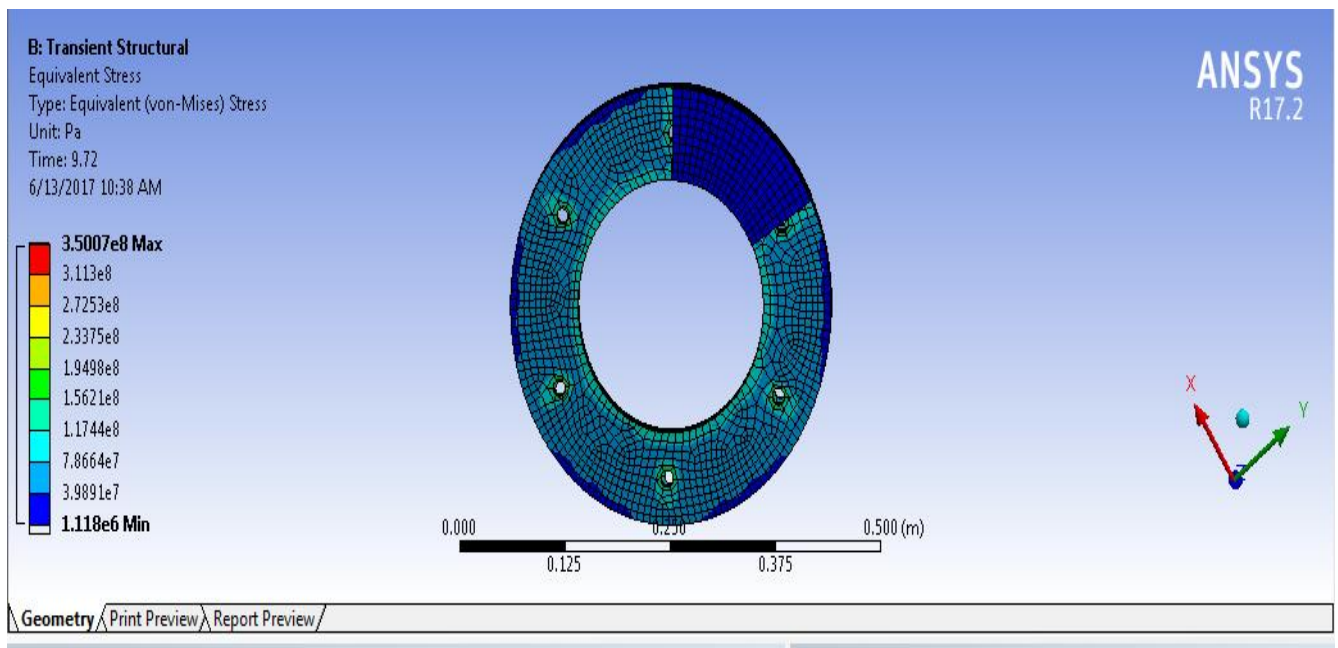 B: Transient Structural
Equivalent Stress
Type: Equivalent (von-Mises) Stress
Unit: Pa
Time: 9.72
6/13/2017 10:38 AM
3.5007e8 Max
3.113e8
2.7253e8
2.3375e8
1.9498e8
1.5621e8
1.1744e8
7.8664e7
3.9891e7
1.118e6 Min
ANSYS
R17.2
X
Y
Z
0.000
0.250
0.500 (m)
0.125
0.375
Geometry
Print Preview
Report Preview